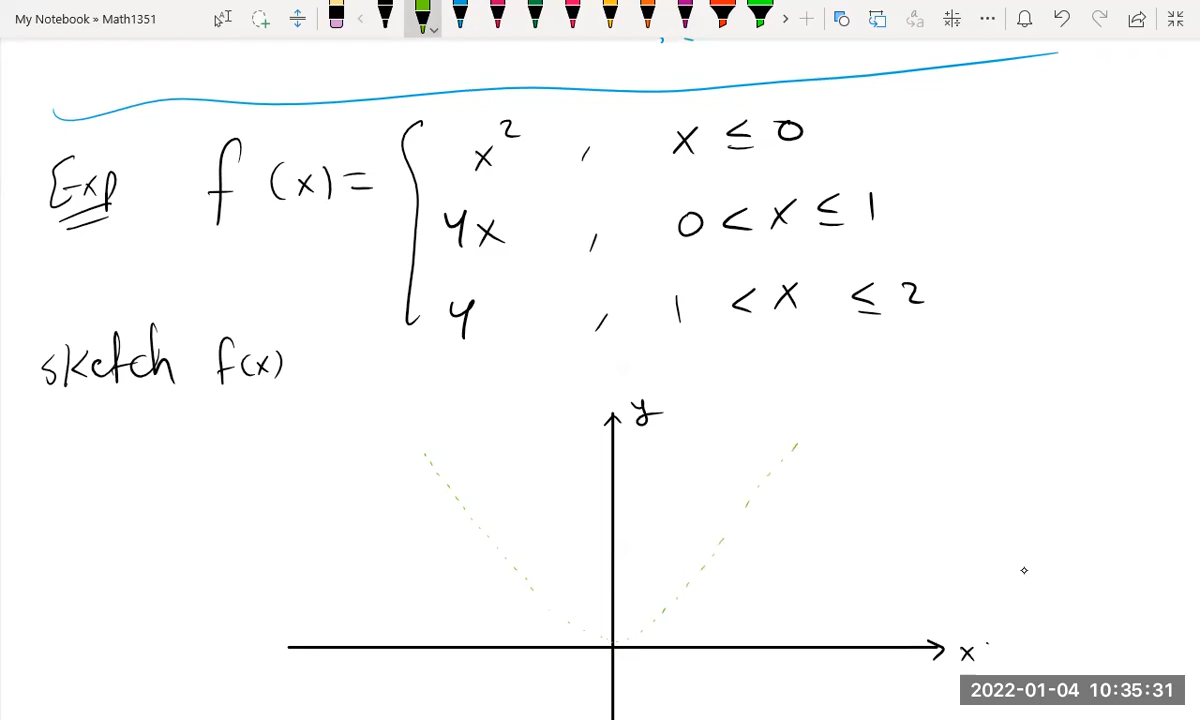 My Notebook » Math1351
Exp f(x) = { x² , x ≤ 0
4x , 0 < x ≤ 1
4 , 1 < x ≤ 2
sketch f(x)
y
x
2022-01-04 10:35:31